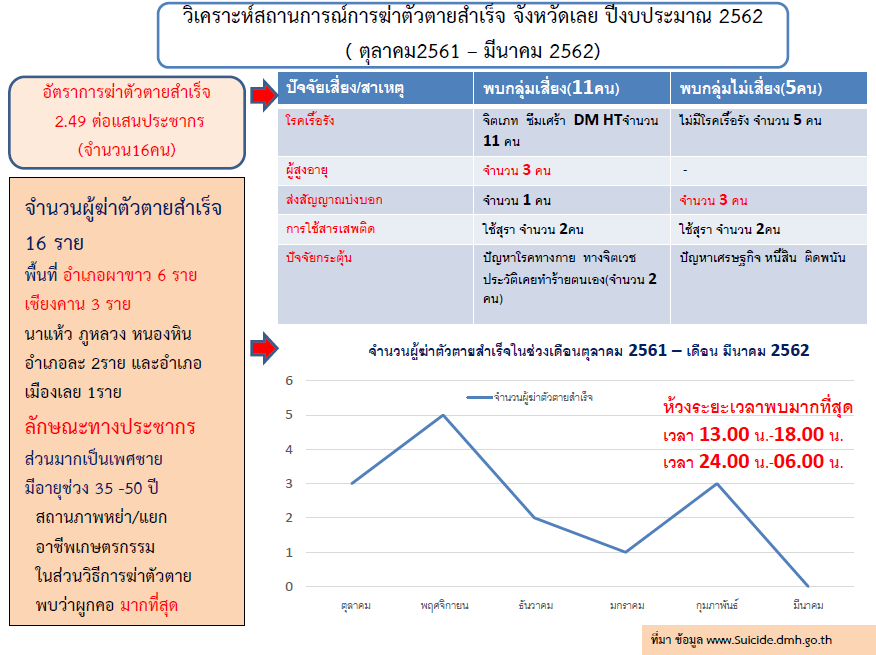 วิเคราะห์สถานการณ์การฆ่าตัวตายสำเร็จ จังหวัดเลย ปีงบประมาณ 2562
( ตุลาคม2561 – มีนาคม 2562)
อัตราการฆ่าตัวตายสำเร็จ
2.49 ต่อแสนประชากร
(จำนวน16คน)
จำนวนผู้ฆ่าตัวตายสำเร็จ
16 ราย
พื้นที่ อำเภอผาขาว 6 ราย
เชียงคาน 3 ราย
นาแห้ว ภูหลวง หนองหิน
อำเภอละ 2ราย และอำเภอ
เมืองเลย 1ราย
ลักษณะทางประชากร
ส่วนมากเป็นเพศชาย
มีอายุช่วง 35 -50 ปี
สถานภาพหย่า/แยก
อาชีพเกษตรกรรม
ในส่วนวิธีการฆ่าตัวตาย
พบว่าผูกคอ มากที่สุด
ปัจจัยเสี่ยง/สาเหตุ พบกลุ่มเสี่ยง(11คน) พบกลุ่มไม่เสี่ยง(5คน)
โรคเรื้อรัง จิตเภท ซึมเศร้า DM HTจำนวน ไม่มีโรคเรื้อรัง จำนวน 5 คน
11 คน
ผู้สูงอายุ จำนวน 3 คน -
ส่งสัญญาณบ่งบอก จำนวน 1 คน จำนวน 3 คน
การใช้สารเสพติด ใช้สุรา จำนวน 2คน ใช้สุรา จำนวน 2คน
ปัจจัยกระตุ้น ปัญหาโรคทางกาย ทางจิตเวช ปัญหาเศรษฐกิจ หนี้สิน ติดพนัน
ประวัติเคยทำร้ายตนเอง(จำนวน 2
คน)
จำนวนผู้ฆ่าตัวตายสำเร็จในช่วงเดือนตุลาคม 2561 – เดือน มีนาคม 2562
จำนวนผู้ฆ่าตัวตายสำเร็จ
ห้วงระยะเวลาพบมากที่สุด
เวลา 13.00 น.-18.00 น.
เวลา 24.00 น.-06.00 น.
6
5
4
3
2
1
0
ตุลาคม พฤศจิกายน ธันวาคม มกราคม กุมภาพันธ์ มีนาคม
ที่มา ข้อมูล www.Suicide.dmh.go.th